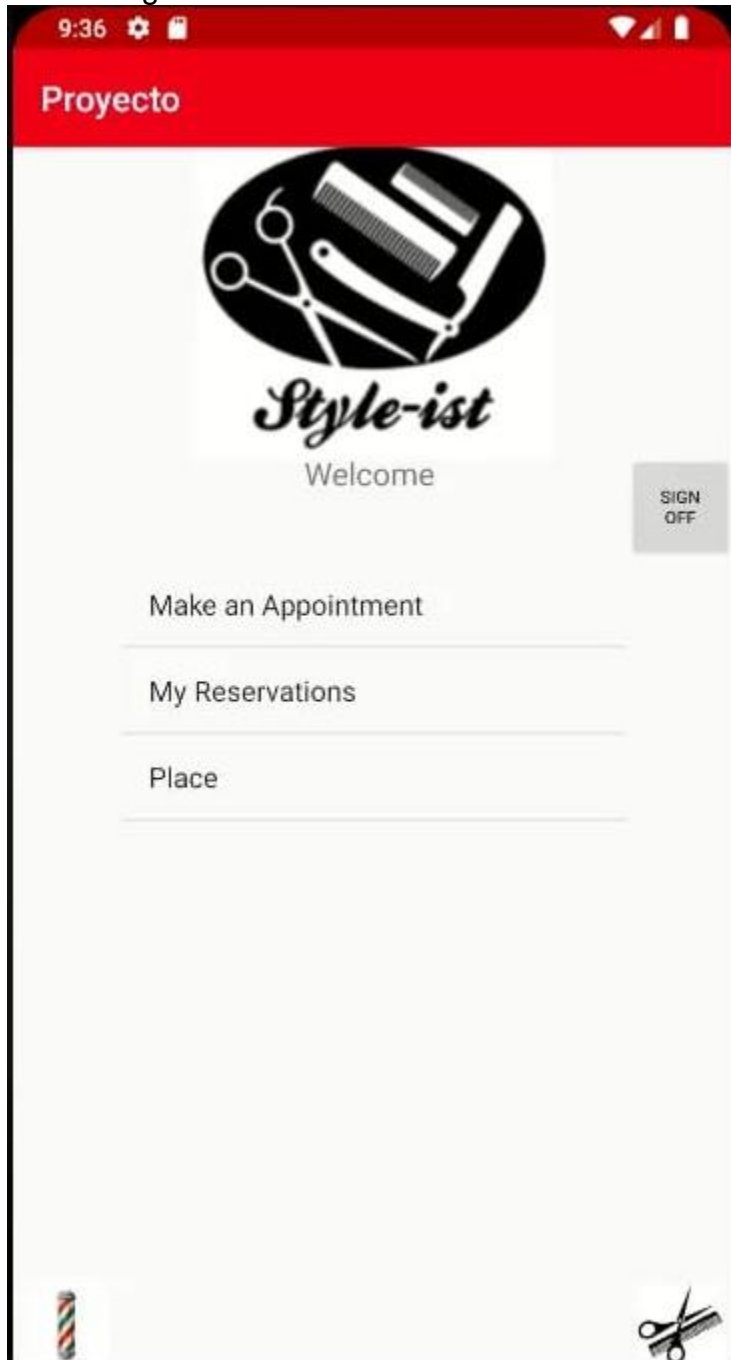 9:36
Proyecto
Style-ist
Welcome
SIGN
OFF
Make an Appointment
My Reservations
Place